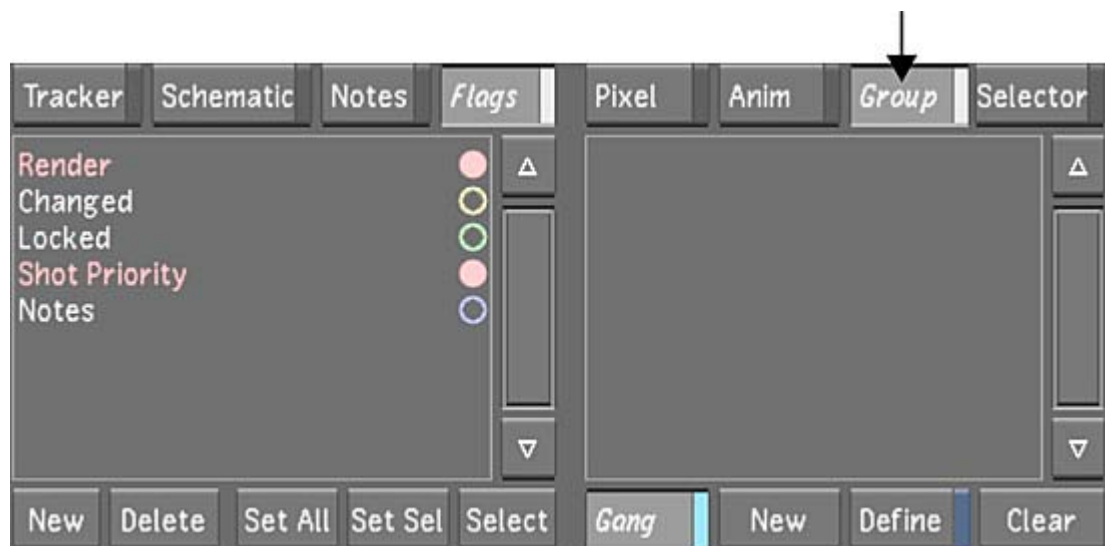 Tracker Schematic Notes Flags Pixel Anim Group Selector
Render
Changed
Locked
Shot Priority
Notes
New Delete Set All Set Sel Select Gang New Define Clear